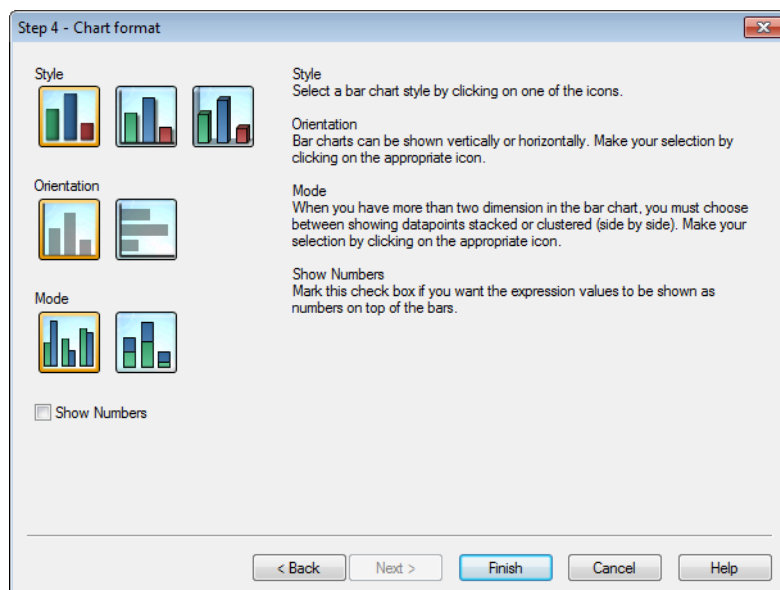 Step 4 - Chart format
Style
Style
Select a bar chart style by clicking on one of the icons.
Orientation
Bar charts can be shown vertically or horizontally. Make your selection by
clicking on the appropriate icon.
Orientation
Mode
When you have more than two dimension in the bar chart, you must choose
between showing datapoints stacked or clustered (side by side). Make your
selection by clicking on the appropriate icon.
Show Numbers
Mark this check box if you want the expression values to be shown as
numbers on top of the bars.
Mode
Show Numbers
< Back
Next >
Finish
Cancel
Help